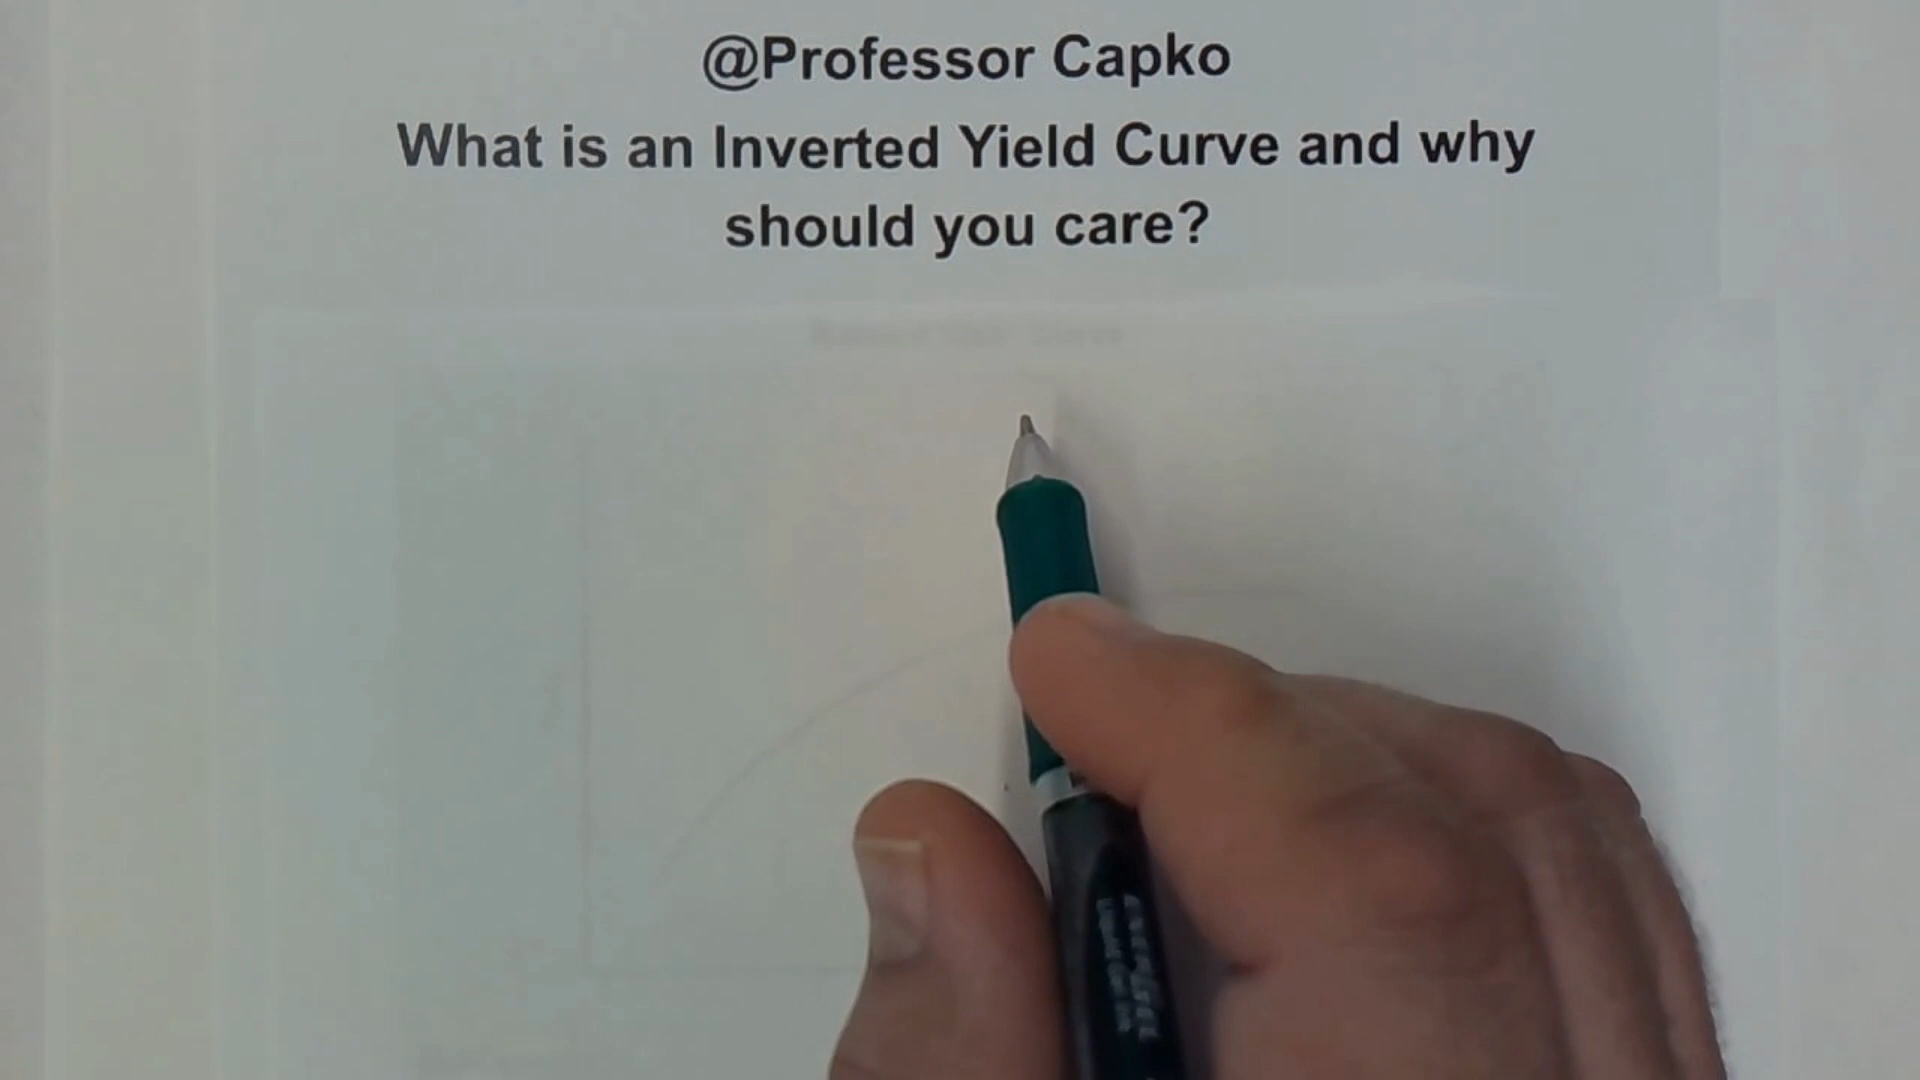 @Professor Capko
What is an Inverted Yield Curve and why
should you care?